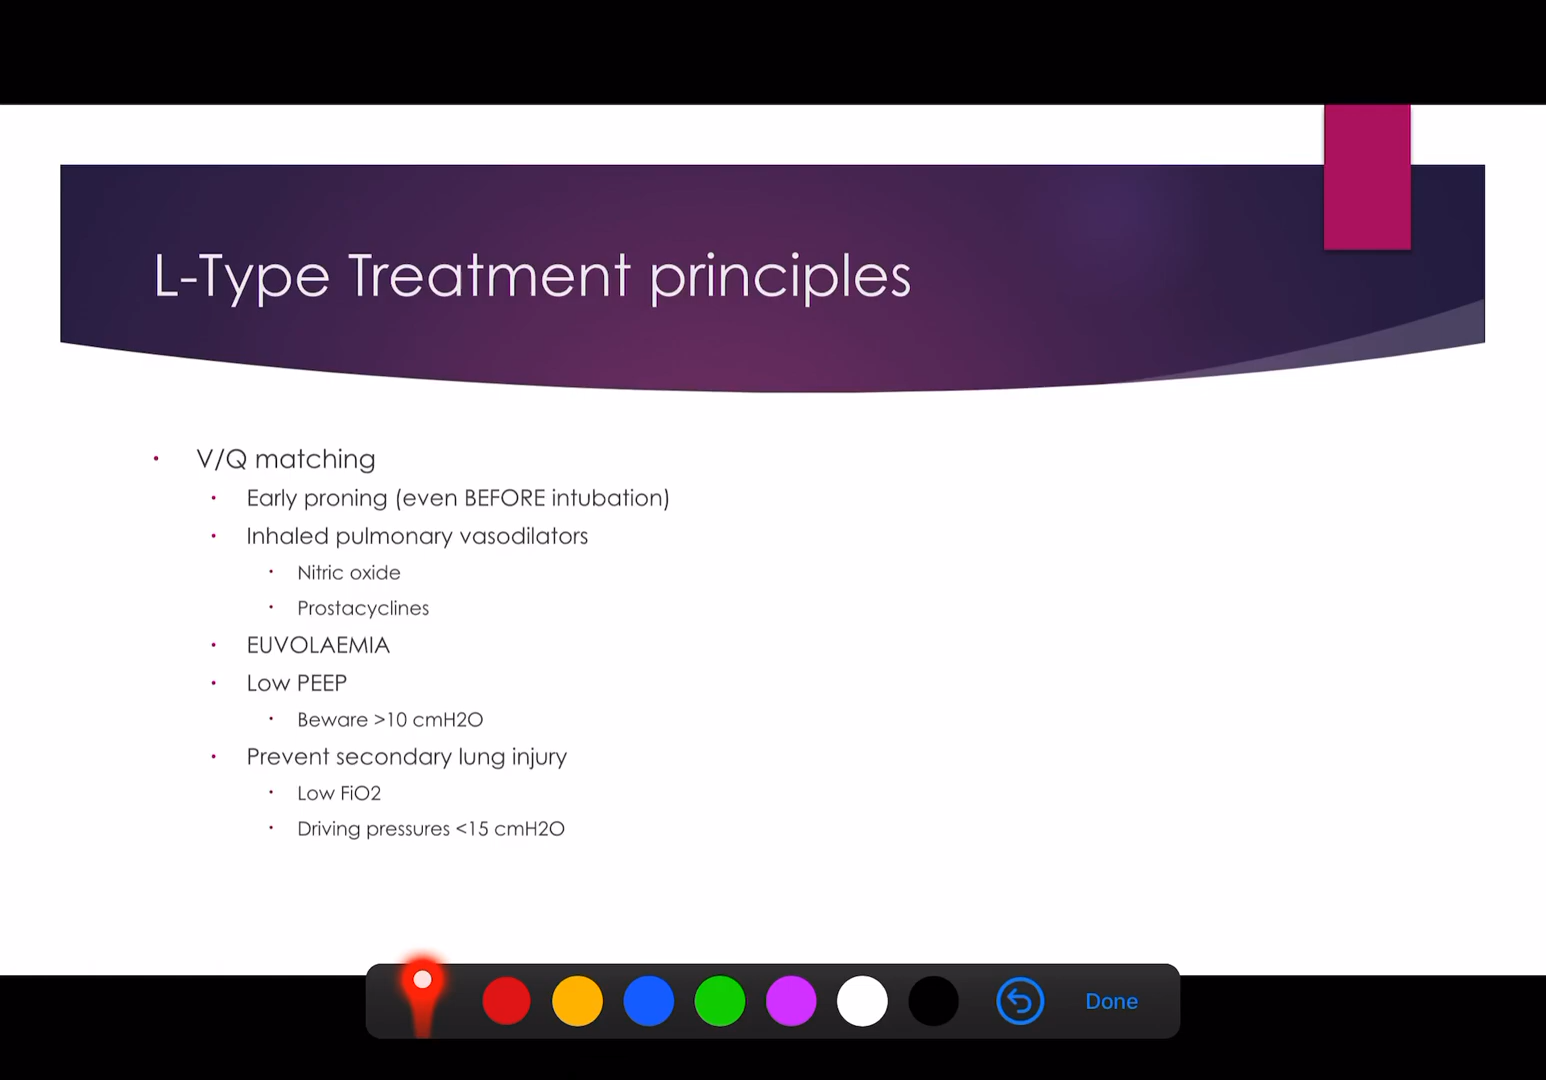 L-Type Treatment principles
V/Q matching
Early proning (even BEFORE intubation)
Inhaled pulmonary vasodilators
Nitric oxide
Prostacyclines
EUVOLAEMIA
Low PEEP
Beware >10 cmH2O
Prevent secondary lung injury
Low FiO2
Driving pressures <15 cmH2O
Done